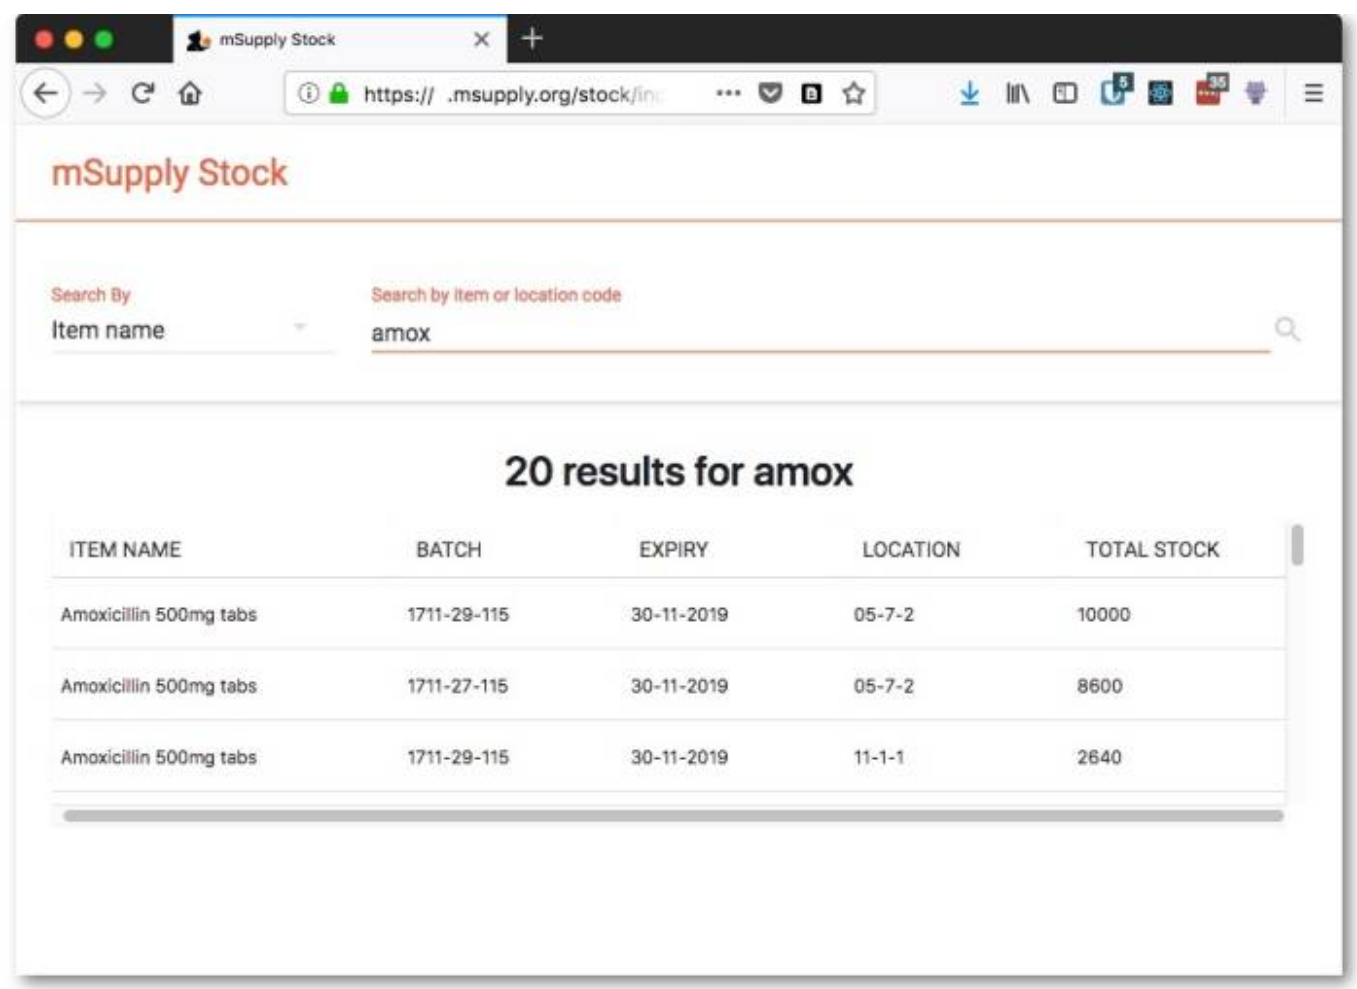 mSupply Stock
https:// .msupply.org/stock/in
5
35
mSupply Stock
Search By
Search by item or location code
Item name
amox
20 results for amox
ITEM NAME BATCH EXPIRY LOCATION TOTAL STOCK
Amoxicillin 500mg tabs 1711-29-115 30-11-2019 05-7-2 10000
Amoxicillin 500mg tabs 1711-27-115 30-11-2019 05-7-2 8600
Amoxicillin 500mg tabs 1711-29-115 30-11-2019 11-1-1 2640